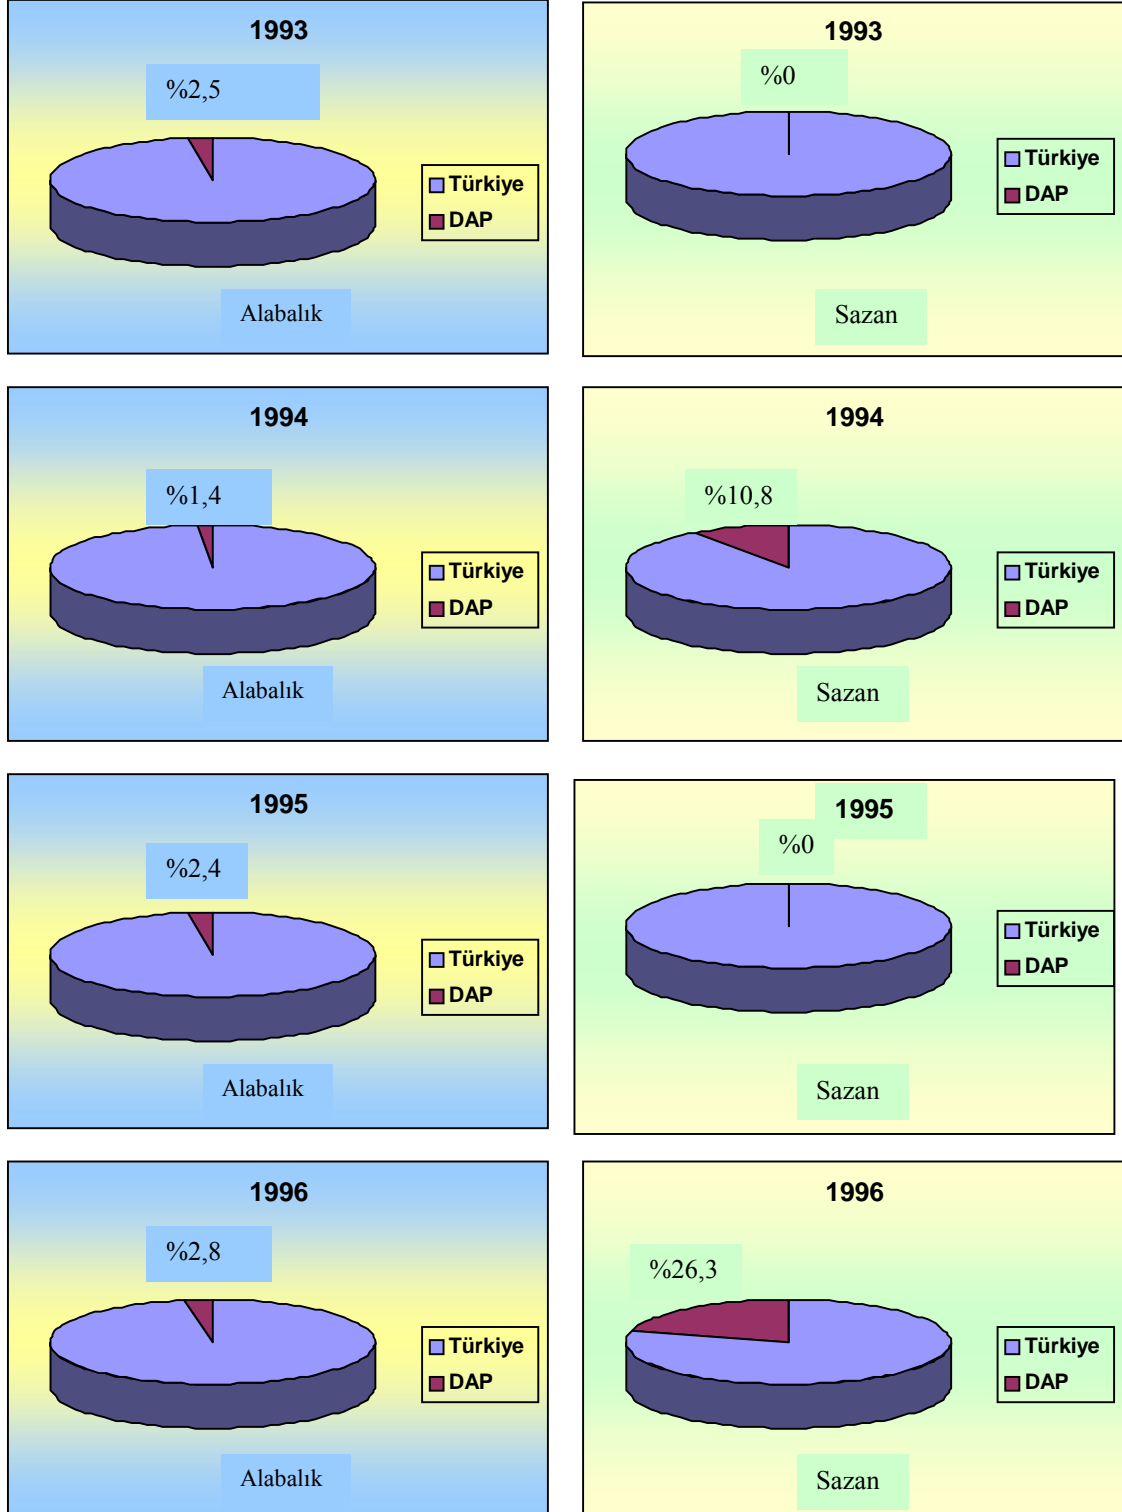 1993
%2,5
Türkiye
DAP
Alabalık
1993
%0
Türkiye
DAP
Sazan
1994
%1,4
Türkiye
DAP
Alabalık
1994
%10,8
Türkiye
DAP
Sazan
1995
%2,4
Türkiye
DAP
Alabalık
1995
%0
Türkiye
DAP
Sazan
1996
%2,8
Türkiye
DAP
Alabalık
1996
%26,3
Türkiye
DAP
Sazan